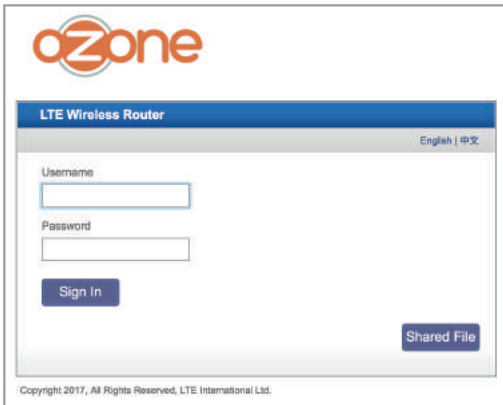 ozone
LTE Wireless Router
English | 中文
Username
Password
Sign In
Shared File
Copyright 2017, All Rights Reserved, LTE International Ltd.